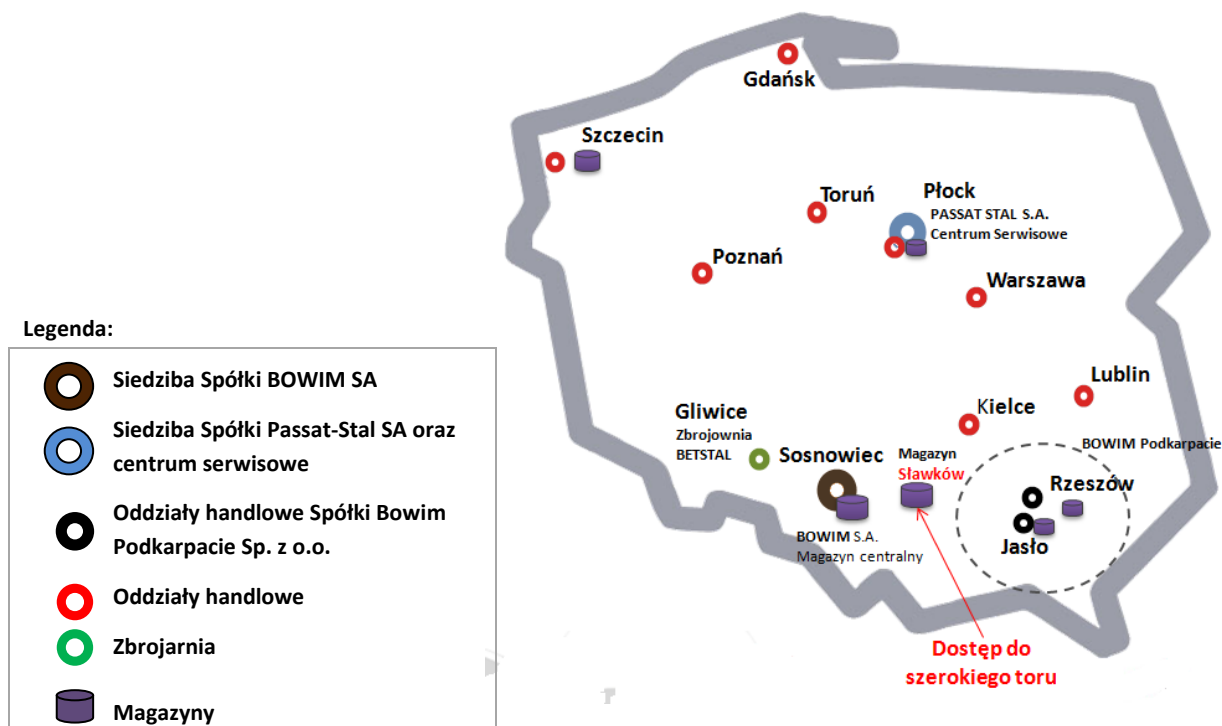 Gdańsk
Szczecin
Toruń
Płock
PASSAT STAL S.A.
Centrum Serwisowe
Poznań
Warszawa
Lublin
Kielce
Gliwice
Zbrojownia
BETSTAL
Sosnowiec
Magazyn
Sławków
BOWIM Podkarpacie
Rzeszów
Jasło
BOWIM S.A.
Magazyn centralny
Dostęp do
szerokiego toru
Legenda:
Siedziba Spółki BOWIM SA
Siedziba Spółki Passat-Stal SA oraz
centrum serwisowe
Oddziały handlowe Spółki Bowim
Podkarpacie Sp. z o.o.
Oddziały handlowe
Zbrojarnia
Magazyny